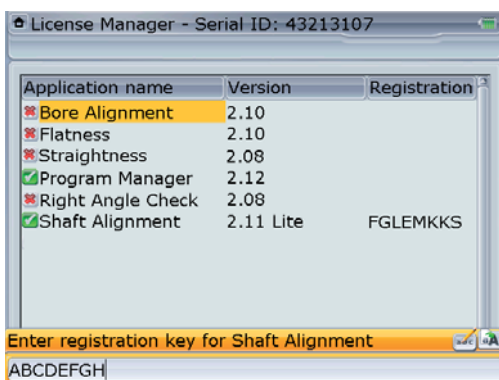 License Manager - Serial ID: 43213107
Application name Version Registration
Bore Alignment 2.10
Flatness 2.10
Straightness 2.08
Program Manager 2.12
Right Angle Check 2.08
Shaft Alignment 2.11 Lite FGLEMKKS
Enter registration key for Shaft Alignment
ABCDEFGH